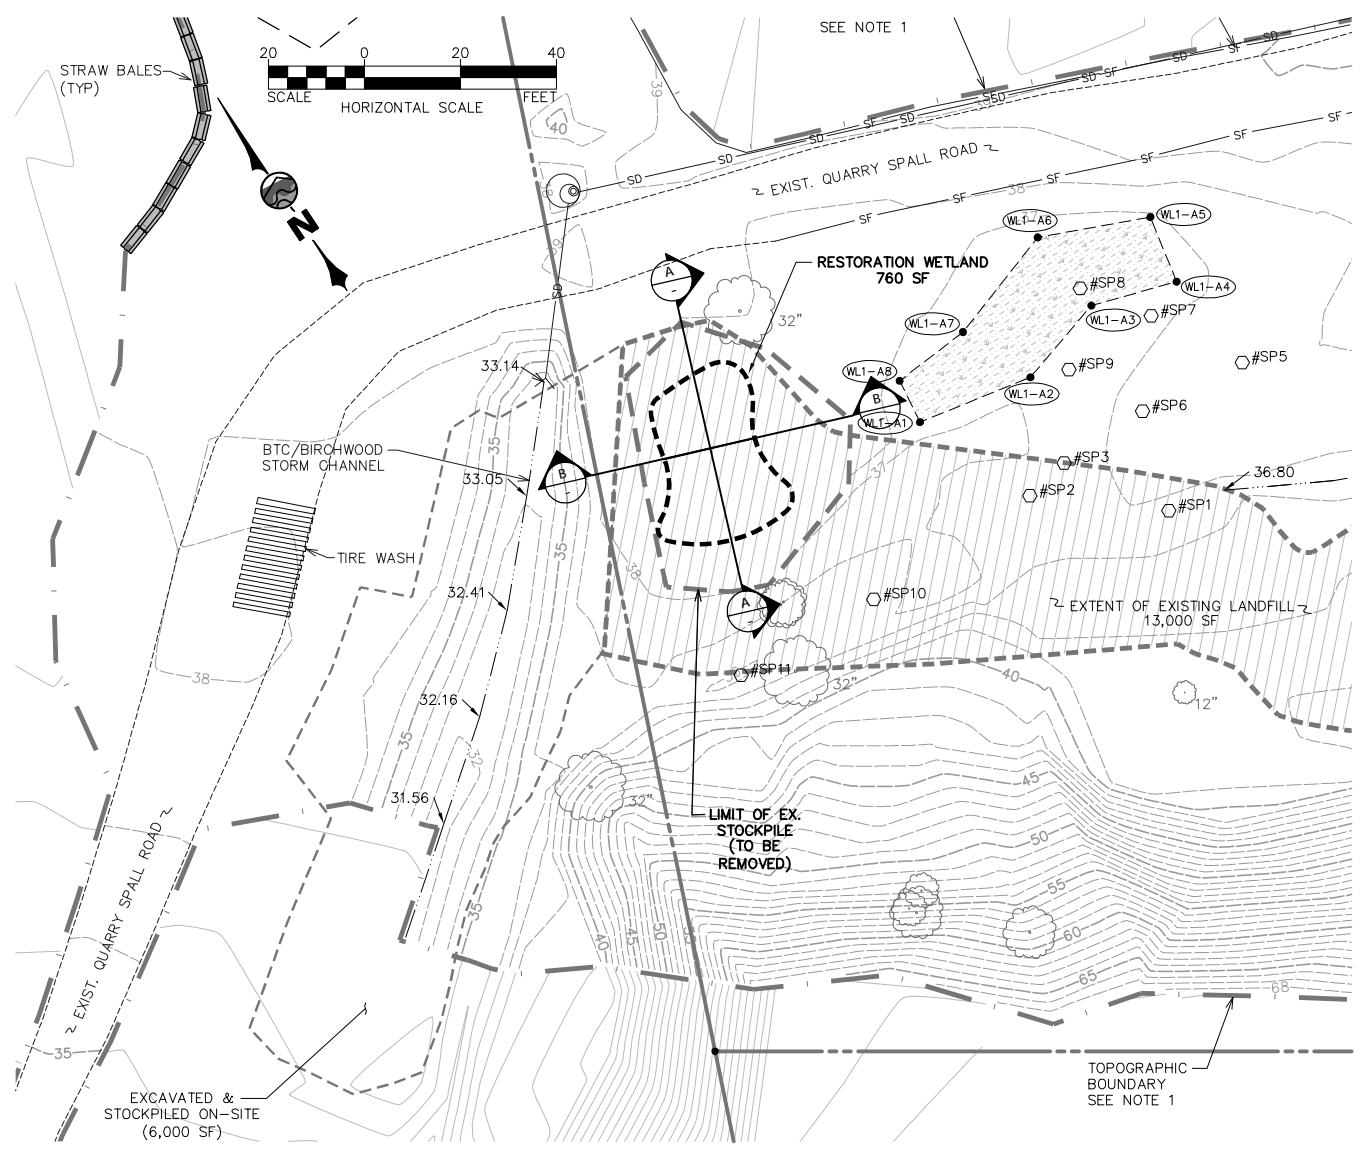 SEE NOTE 1
STRAW BALES
(TYP)
20 0 20 40
SCALE FEET
HORIZONTAL SCALE
N
39
40
39
SD
SD
SD
SD
SD
SD
SD
SD
SF
SF
SF
SF
SF
SF
SF
SF
SF
EXIST. QUARRY SPALL ROAD
38
37
WL1-A6
WL1-A5
RESTORATION WETLAND
760 SF
A
-
32"
#SP8
WL1-A4
#SP7
WL1-A3
WL1-A7
#SP5
#SP9
WL1-A8
WL1-A2
#SP6
B
-
WL1-A1
33.14
35
BTC/BIRCHWOOD
STORM CHANNEL
33.05
B
-
37
#SP3
36.80
#SP2
#SP1
35
38
TIRE WASH
32.41
A
-
#SP10
EXTENT OF EXISTING LANDFILL
13,000 SF
38
#SP11
32"
40
12"
32.16
35
32
31.56
32"
45
LIMIT OF EX.
STOCKPILE
(TO BE
REMOVED)
50
55
60
65
68
35
40
45
50
55
EXIST. QUARRY SPALL ROAD
35
EXCAVATED &
STOCKPILED ON-SITE
(6,000 SF)
TOPOGRAPHIC
BOUNDARY
SEE NOTE 1